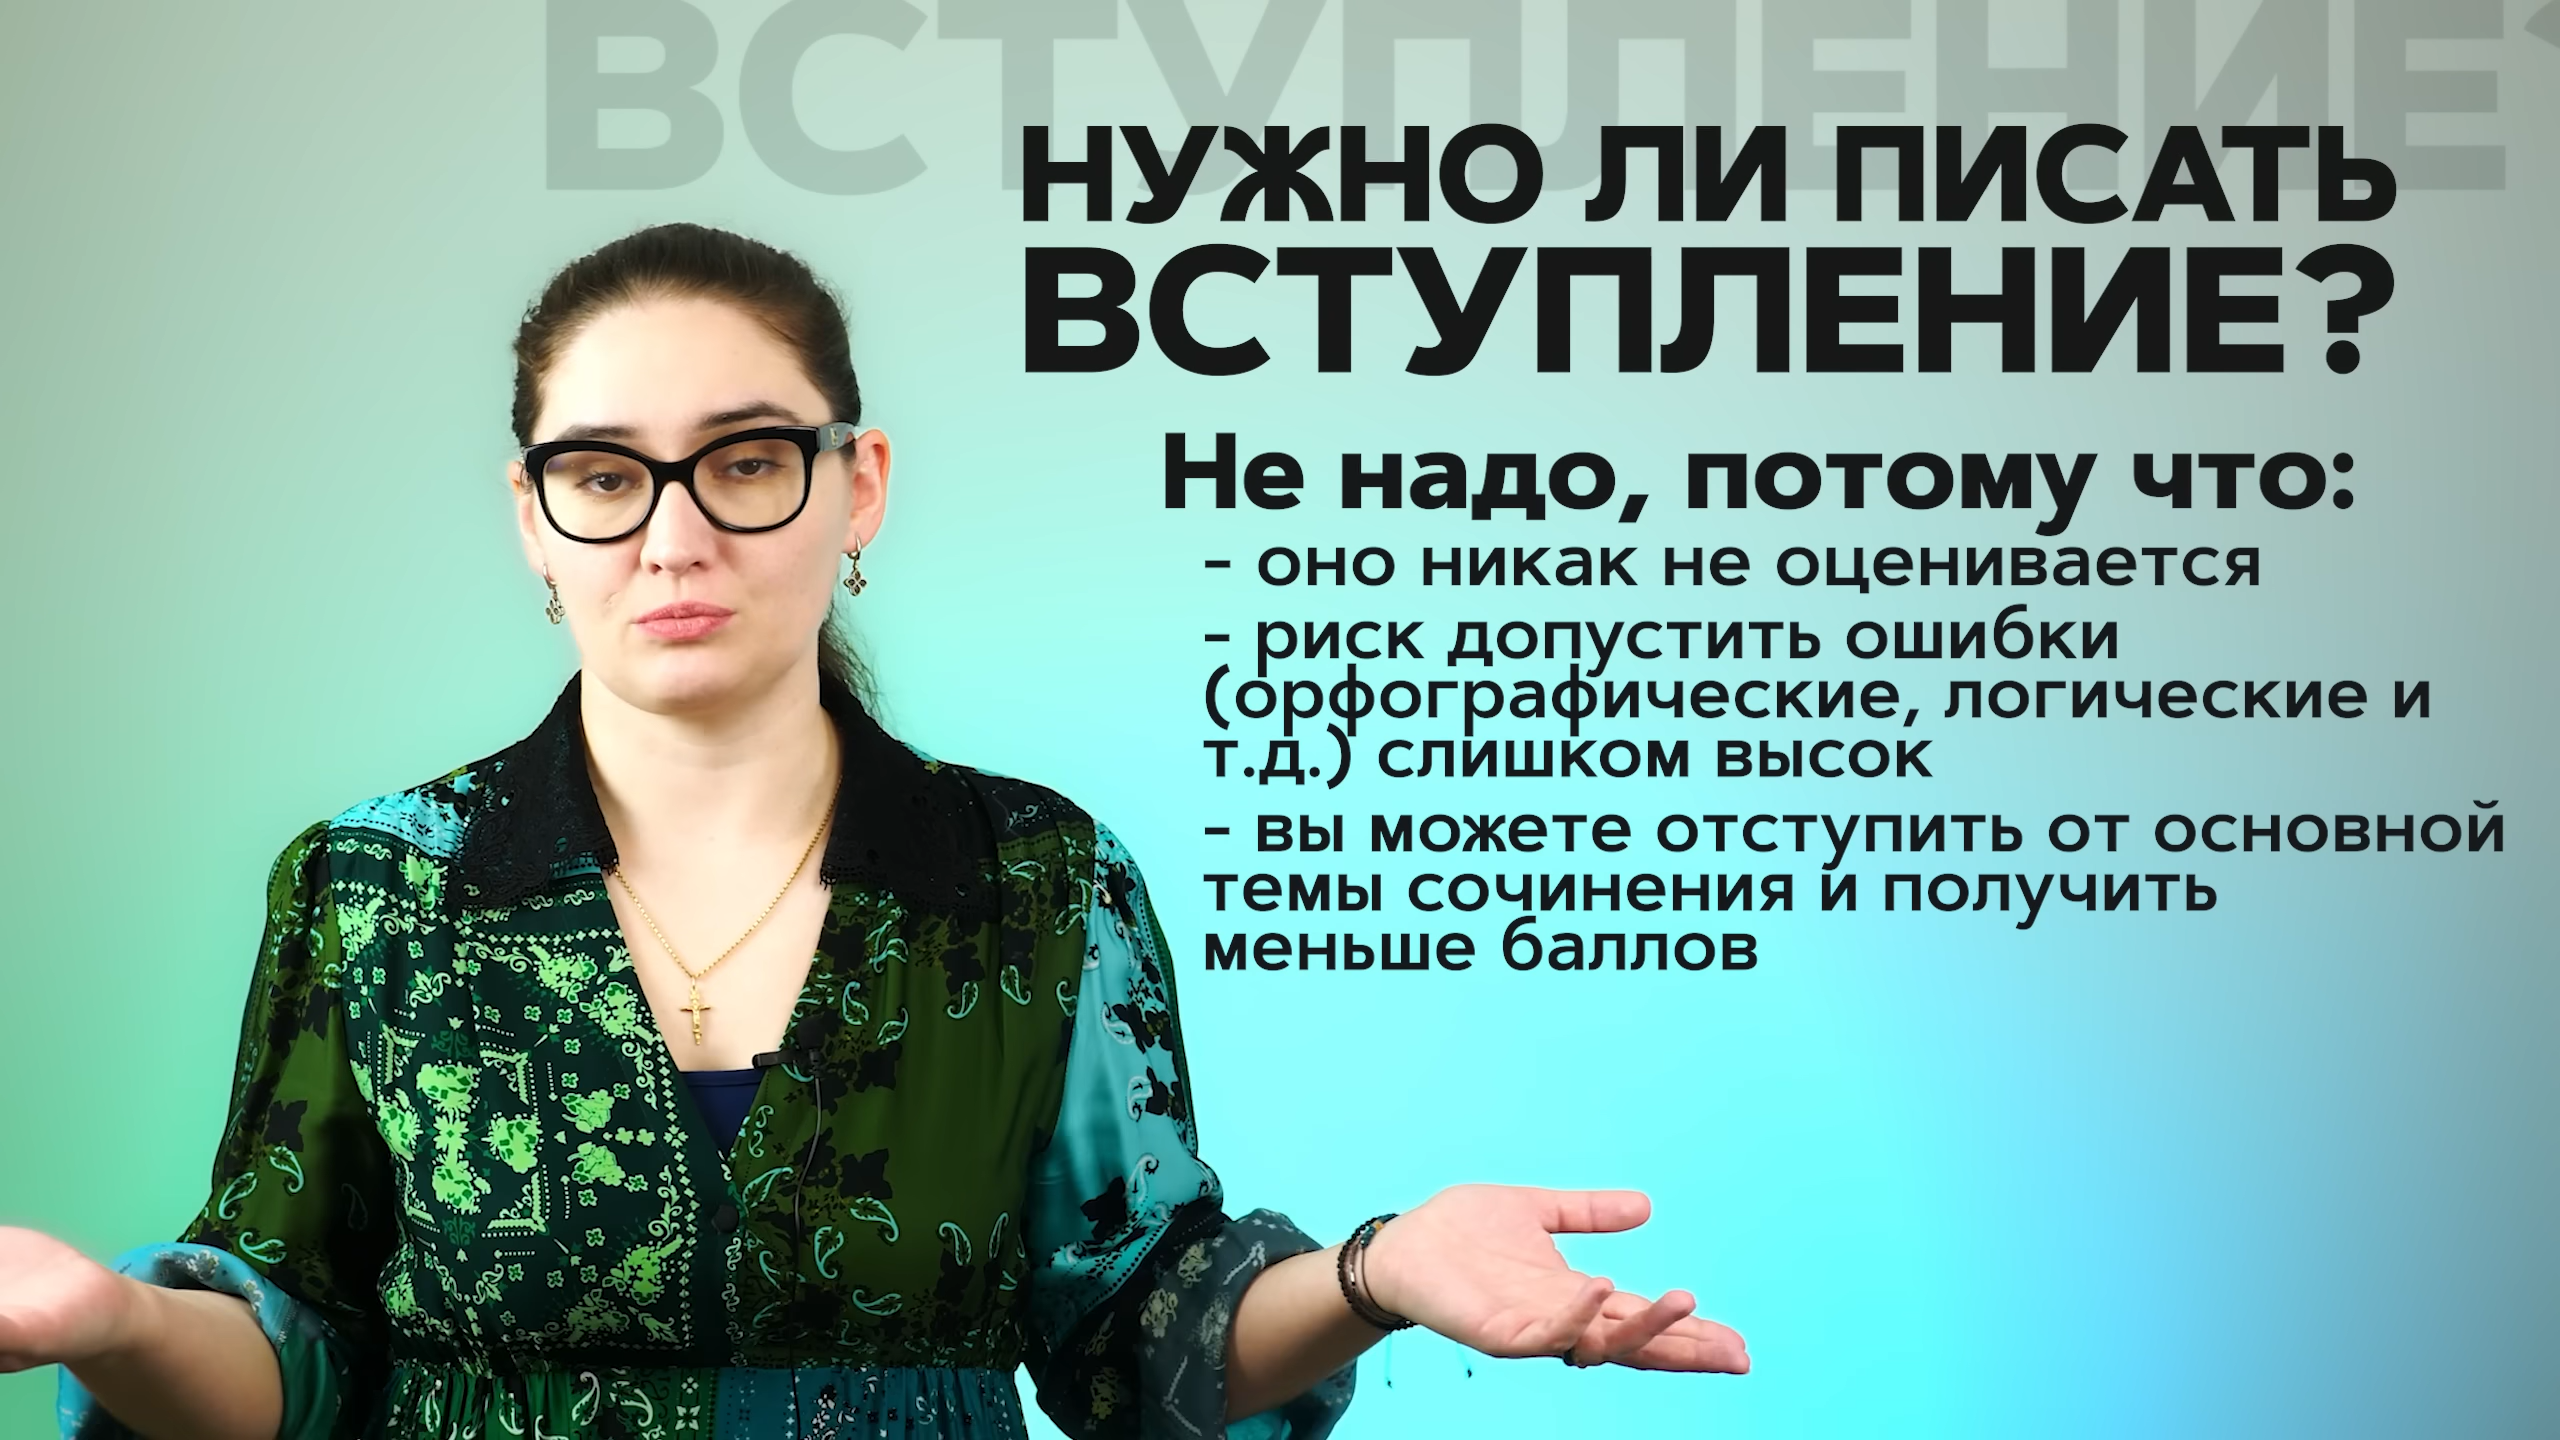 ВСТУПЛЕНИЕ?
НУЖНО ЛИ ПИСАТЬ
ВСТУПЛЕНИЕ?
Не надо, потому что:
- оно никак не оценивается
- риск допустить ошибки
(орфографические, логические и
т.д.) слишком высок
- вы можете отступить от основной
темы сочинения и получить
меньше баллов